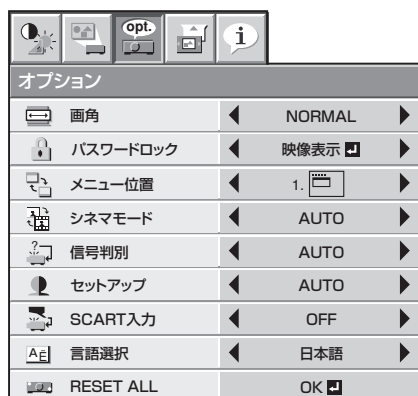 opt.
i
オプション
画角 NORMAL
パスワードロック 映像表示
メニュー位置 1.
シネマモード AUTO
信号判別 AUTO
セットアップ AUTO
SCART入力 OFF
AE 言語選択 日本語
RESET ALL OK